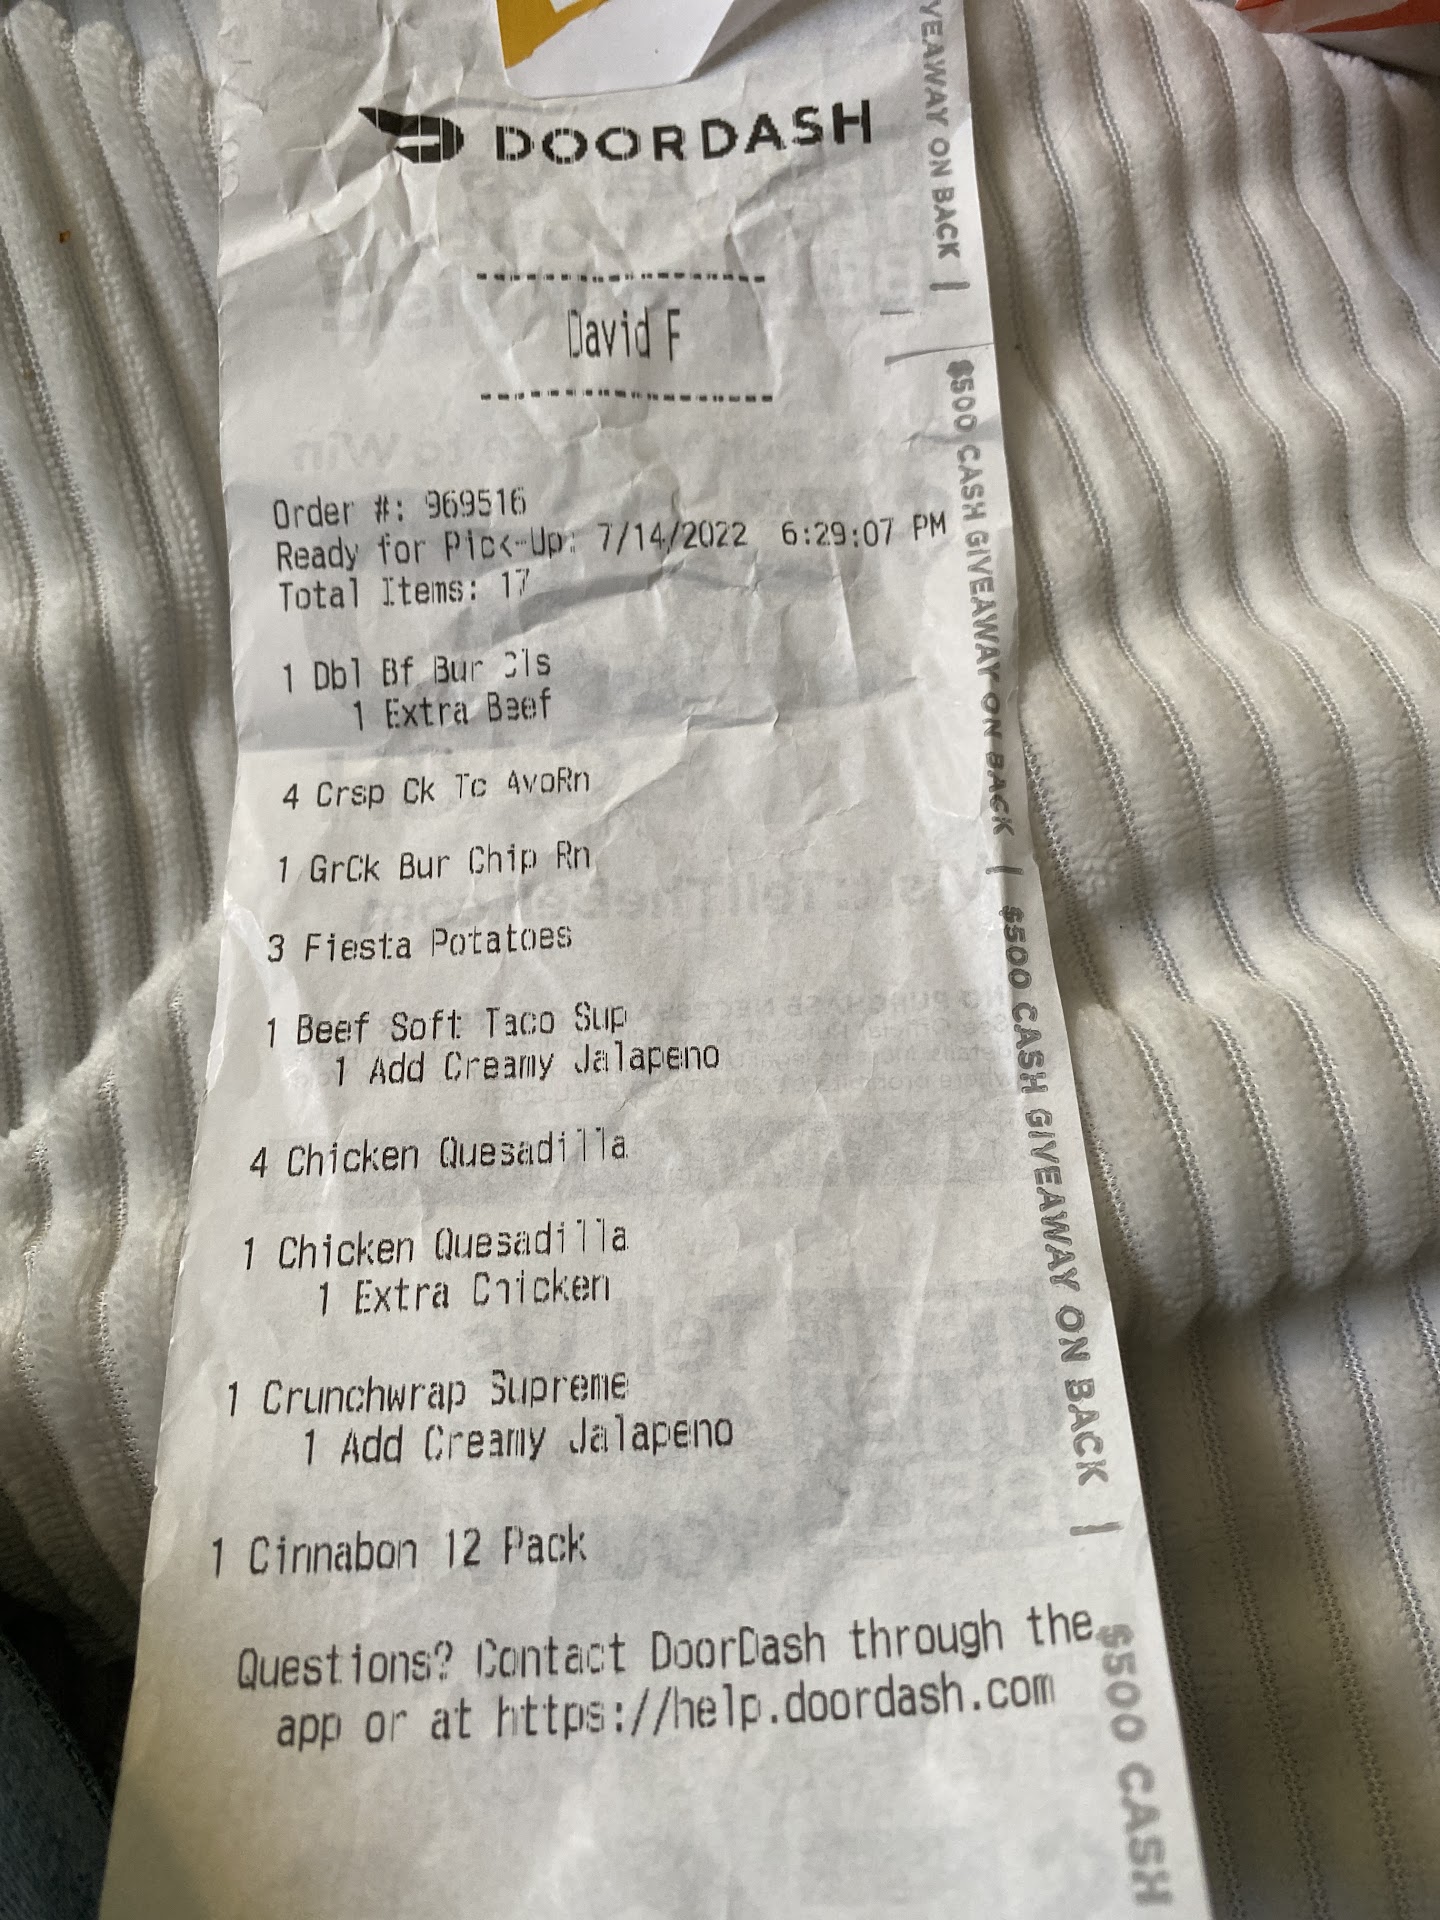 DOORDASH
David F
Order #: 969516
Ready for Pick-Up: 7/14/2022 6:29:07 PM
Total Items: 17
1 Dbl Bf Bur Cls
1 Extra Beef
4 Crsp Ck Tc AvoRn
1 GrCk Bur Chip Rn
3 Fiesta Potatoes
1 Beef Soft Taco Sup
1 Add Creamy Jalapeno
4 Chicken Quesadilla
1 Chicken Quesadilla
1 Extra Chicken
1 Crunchwrap Supreme
1 Add Creamy Jalapeno
1 Cinnabon 12 Pack
Questions? Contact DoorDash through the
app or at https://help.doordash.com
VEAWAY ON BACK | $500 CASH GIVEAWAY ON BACK | $500 CASH GIVEAWAY ON BACK | $500 CASH